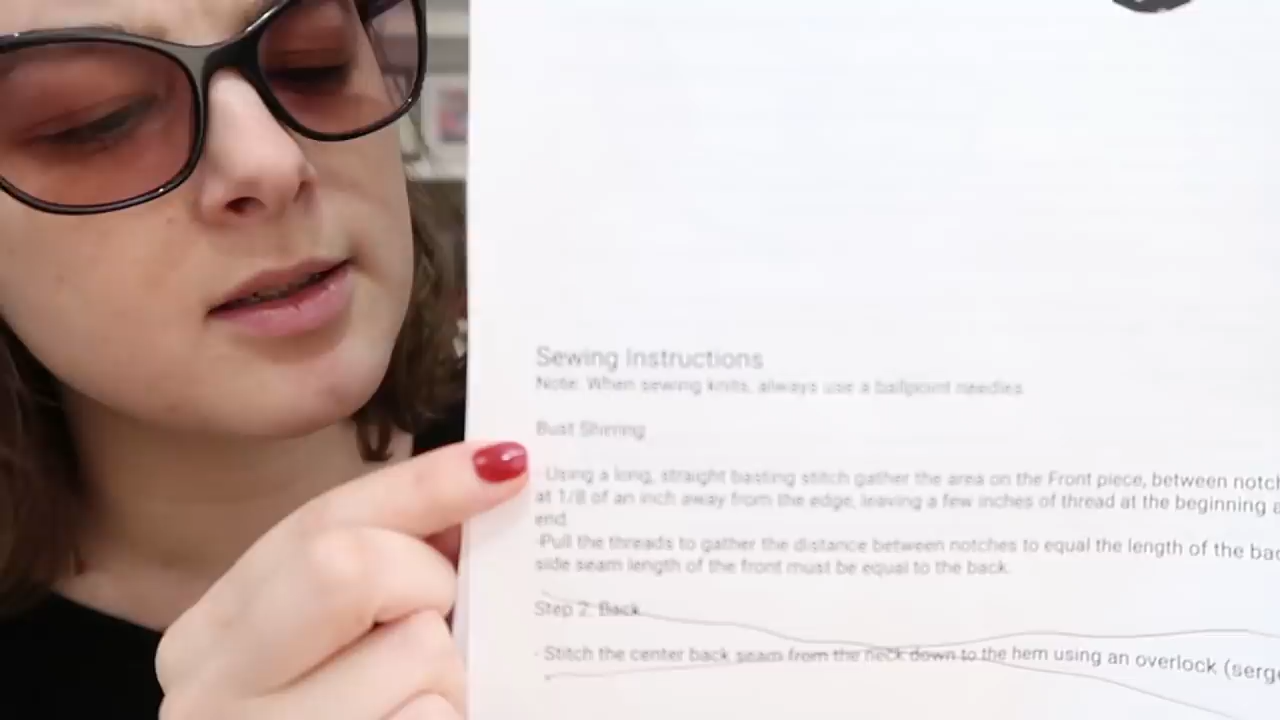 Sewing Instructions
Note: When sewing knits, always use a ballpoint needles
Bust Shirring
- Using a long, straight basting stitch gather the area on the Front piece, between notch
at 1/8 of an inch away from the edge, leaving a few inches of thread at the beginning a
end.
-Pull the threads to gather the distance between notches to equal the length of the bac
side seam length of the front must be equal to the back.
Step 2: Back
- Stitch the center back seam from the neck down to the hem using an overlock (serge